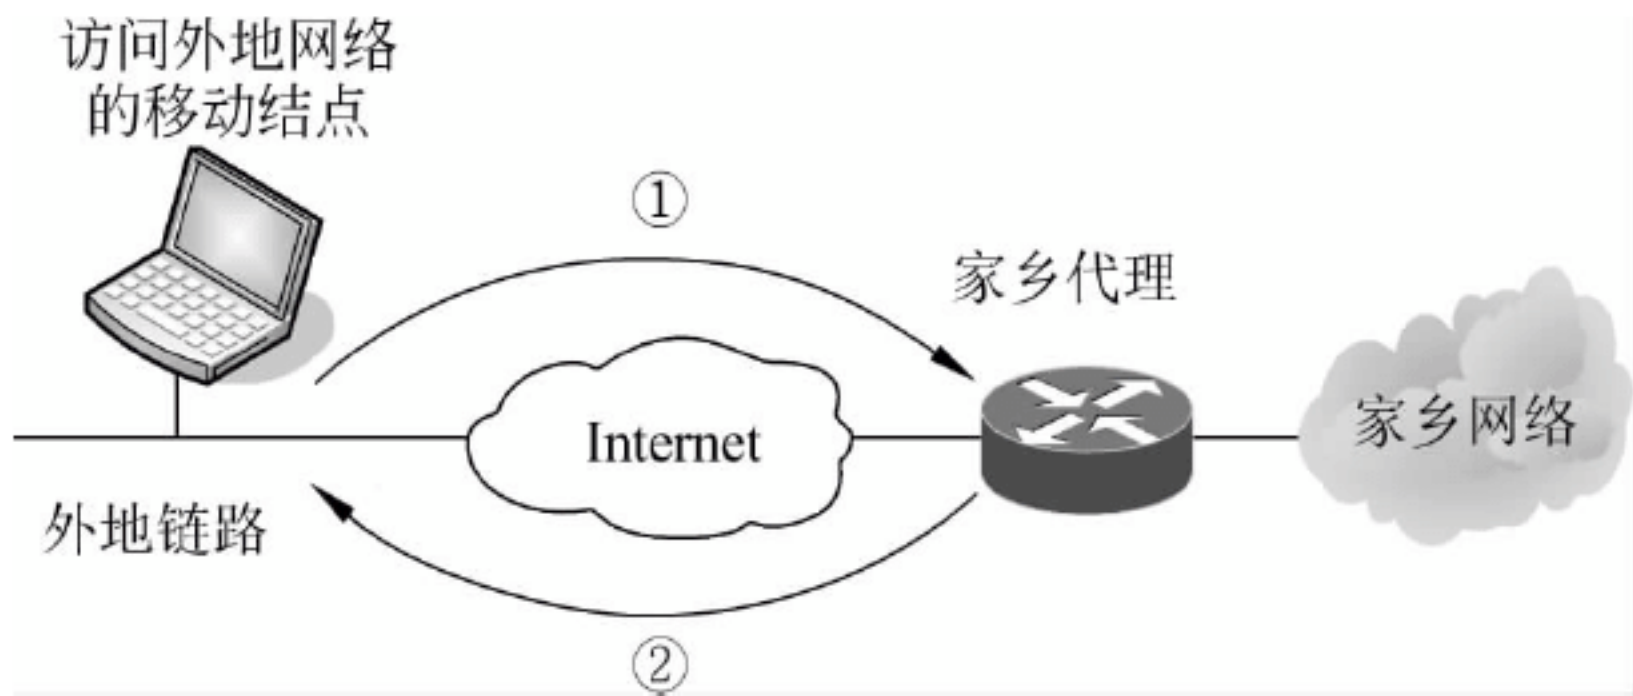 访问外地网络
的移动结点
①
家乡代理
Internet
家乡网络
外地链路
②